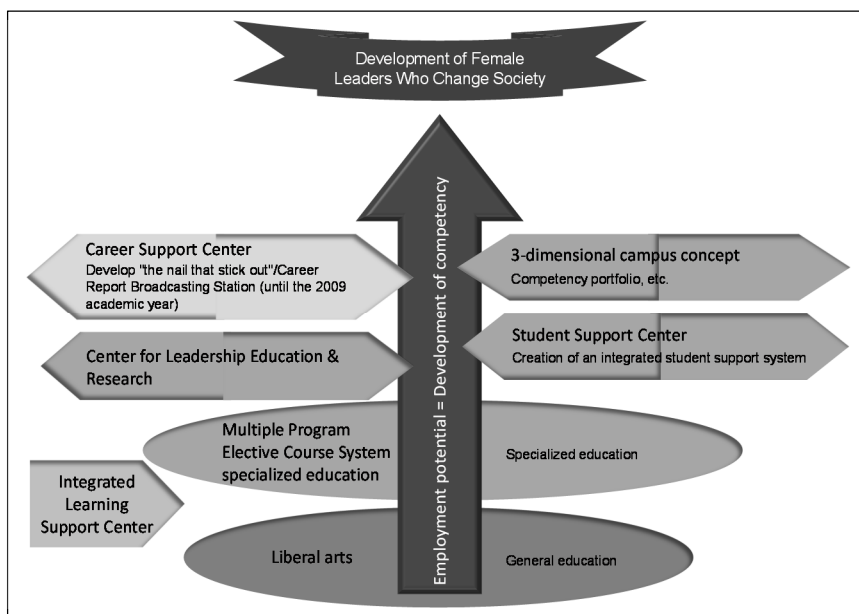 Development of Female
Leaders Who Change Society
Employment potential = Development of competency
Career Support Center
Develop "the nail that stick out"/Career
Report Broadcasting Station (until the 2009
academic year)
3-dimensional campus concept
Competency portfolio, etc.
Center for Leadership Education &
Research
Student Support Center
Creation of an integrated student support system
Multiple Program
Elective Course System
specialized education
Specialized education
Integrated
Learning
Support Center
Liberal arts
General education